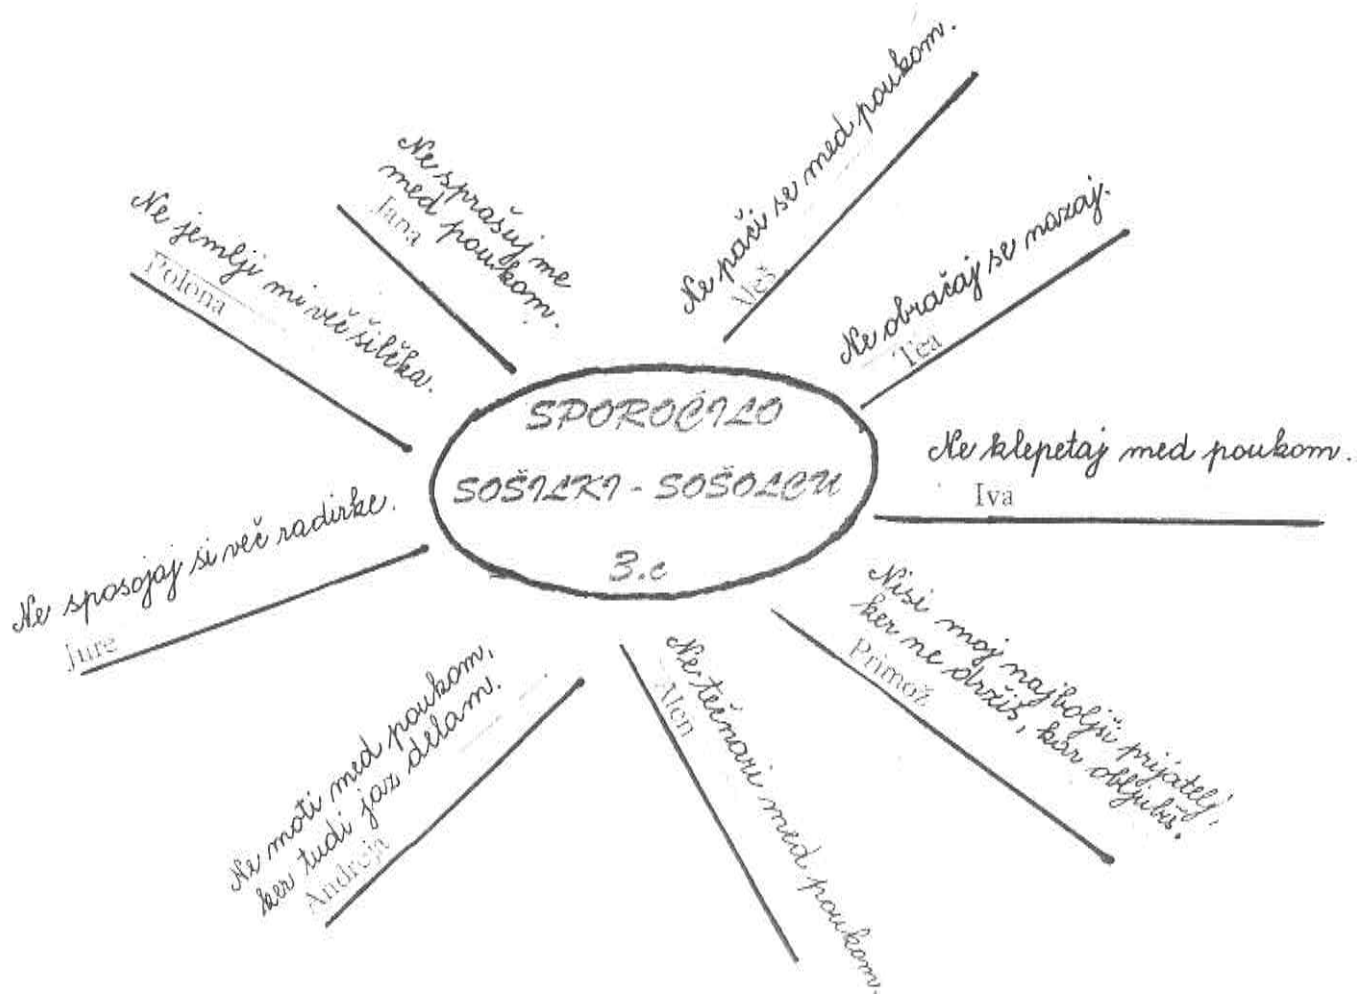 SPOROČILO
SOŠILKI - SOŠOLCU
3.c
Ne pači se med poukom.
Aleš
Ne obračaj se nazaj.
Tea
Ne klepetaj med poukom.
Iva
Nisi moj najboljši prijatelj,
ker ne držiš, kar obljubiš.
Primož
Ne tečnari med poukom.
Alen
Ne moti med poukom,
ker tudi jaz delam.
Andreja
Ne sposojaj si več radirke.
Jure
Ne jemlji mi več šilčka.
Polona
Ne sprašuj me
med poukom.
Jana